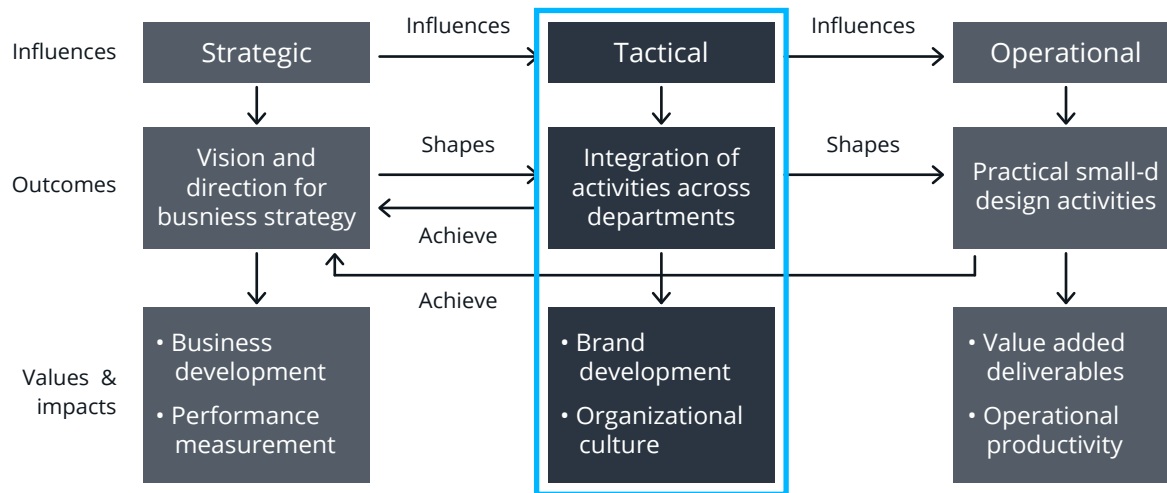 Influences
Strategic
Influences
Tactical
Influences
Operational
Outcomes
Vision and
direction for
busniess strategy
Shapes
Achieve
Integration of
activities across
departments
Shapes
Practical small-d
design activities
Achieve
Values &
impacts
• Business
development
• Performance
measurement
• Brand
development
• Organizational
culture
• Value added
deliverables
• Operational
productivity